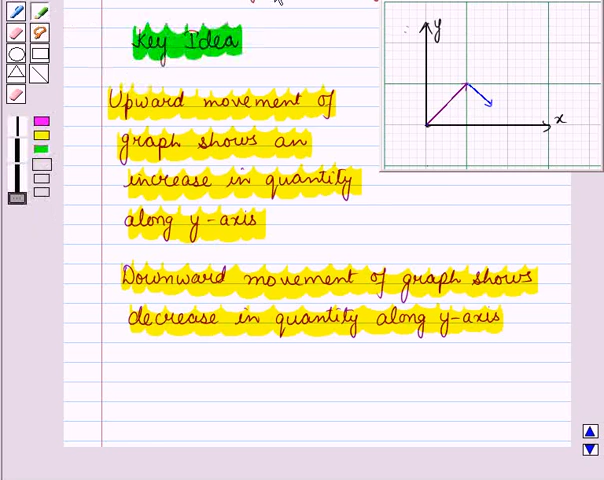 Key Idea
y
x
Upward movement of
graph shows an
increase in quantity
along y-axis
Downward movement of graph shows
decrease in quantity along y-axis